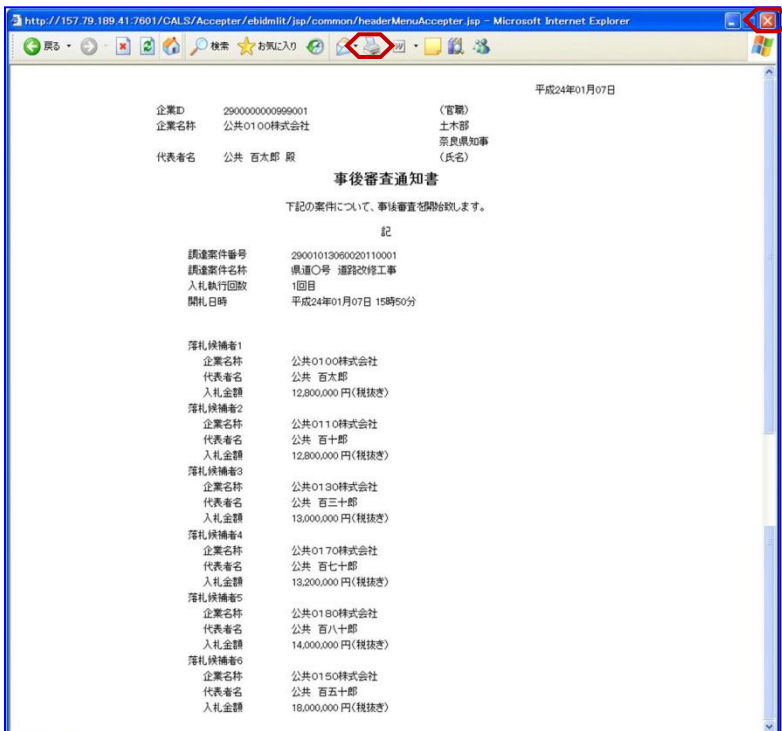 http://157.79.189.41:7601/CALS/Accepter/ebidmlit/jsp/common/headerMenuAccepter.jsp - Microsoft Internet Explorer
戻る 検索 お気に入り
平成24年01月07日
企業ID 2900000000999001 (官職)
企業名称 公共0100株式会社 土木部
奈良県知事
代表者名 公共 百太郎 殿 (氏名)
事後審査通知書
下記の案件について、事後審査を開始致します。
記
調達案件番号 29001013060020110001
調達案件名称 県道〇号 道路改修工事
入札執行回数 1回目
開札日時 平成24年01月07日 15時50分
落札候補者1
企業名称 公共0100株式会社
代表者名 公共 百太郎
入札金額 12,800,000 円(税抜き)
落札候補者2
企業名称 公共0110株式会社
代表者名 公共 百十郎
入札金額 12,800,000 円(税抜き)
落札候補者3
企業名称 公共0130株式会社
代表者名 公共 百三十郎
入札金額 13,000,000 円(税抜き)
落札候補者4
企業名称 公共0170株式会社
代表者名 公共 百七十郎
入札金額 13,200,000 円(税抜き)
落札候補者5
企業名称 公共0180株式会社
代表者名 公共 百八十郎
入札金額 14,000,000 円(税抜き)
落札候補者6
企業名称 公共0150株式会社
代表者名 公共 百五十郎
入札金額 18,000,000 円(税抜き)